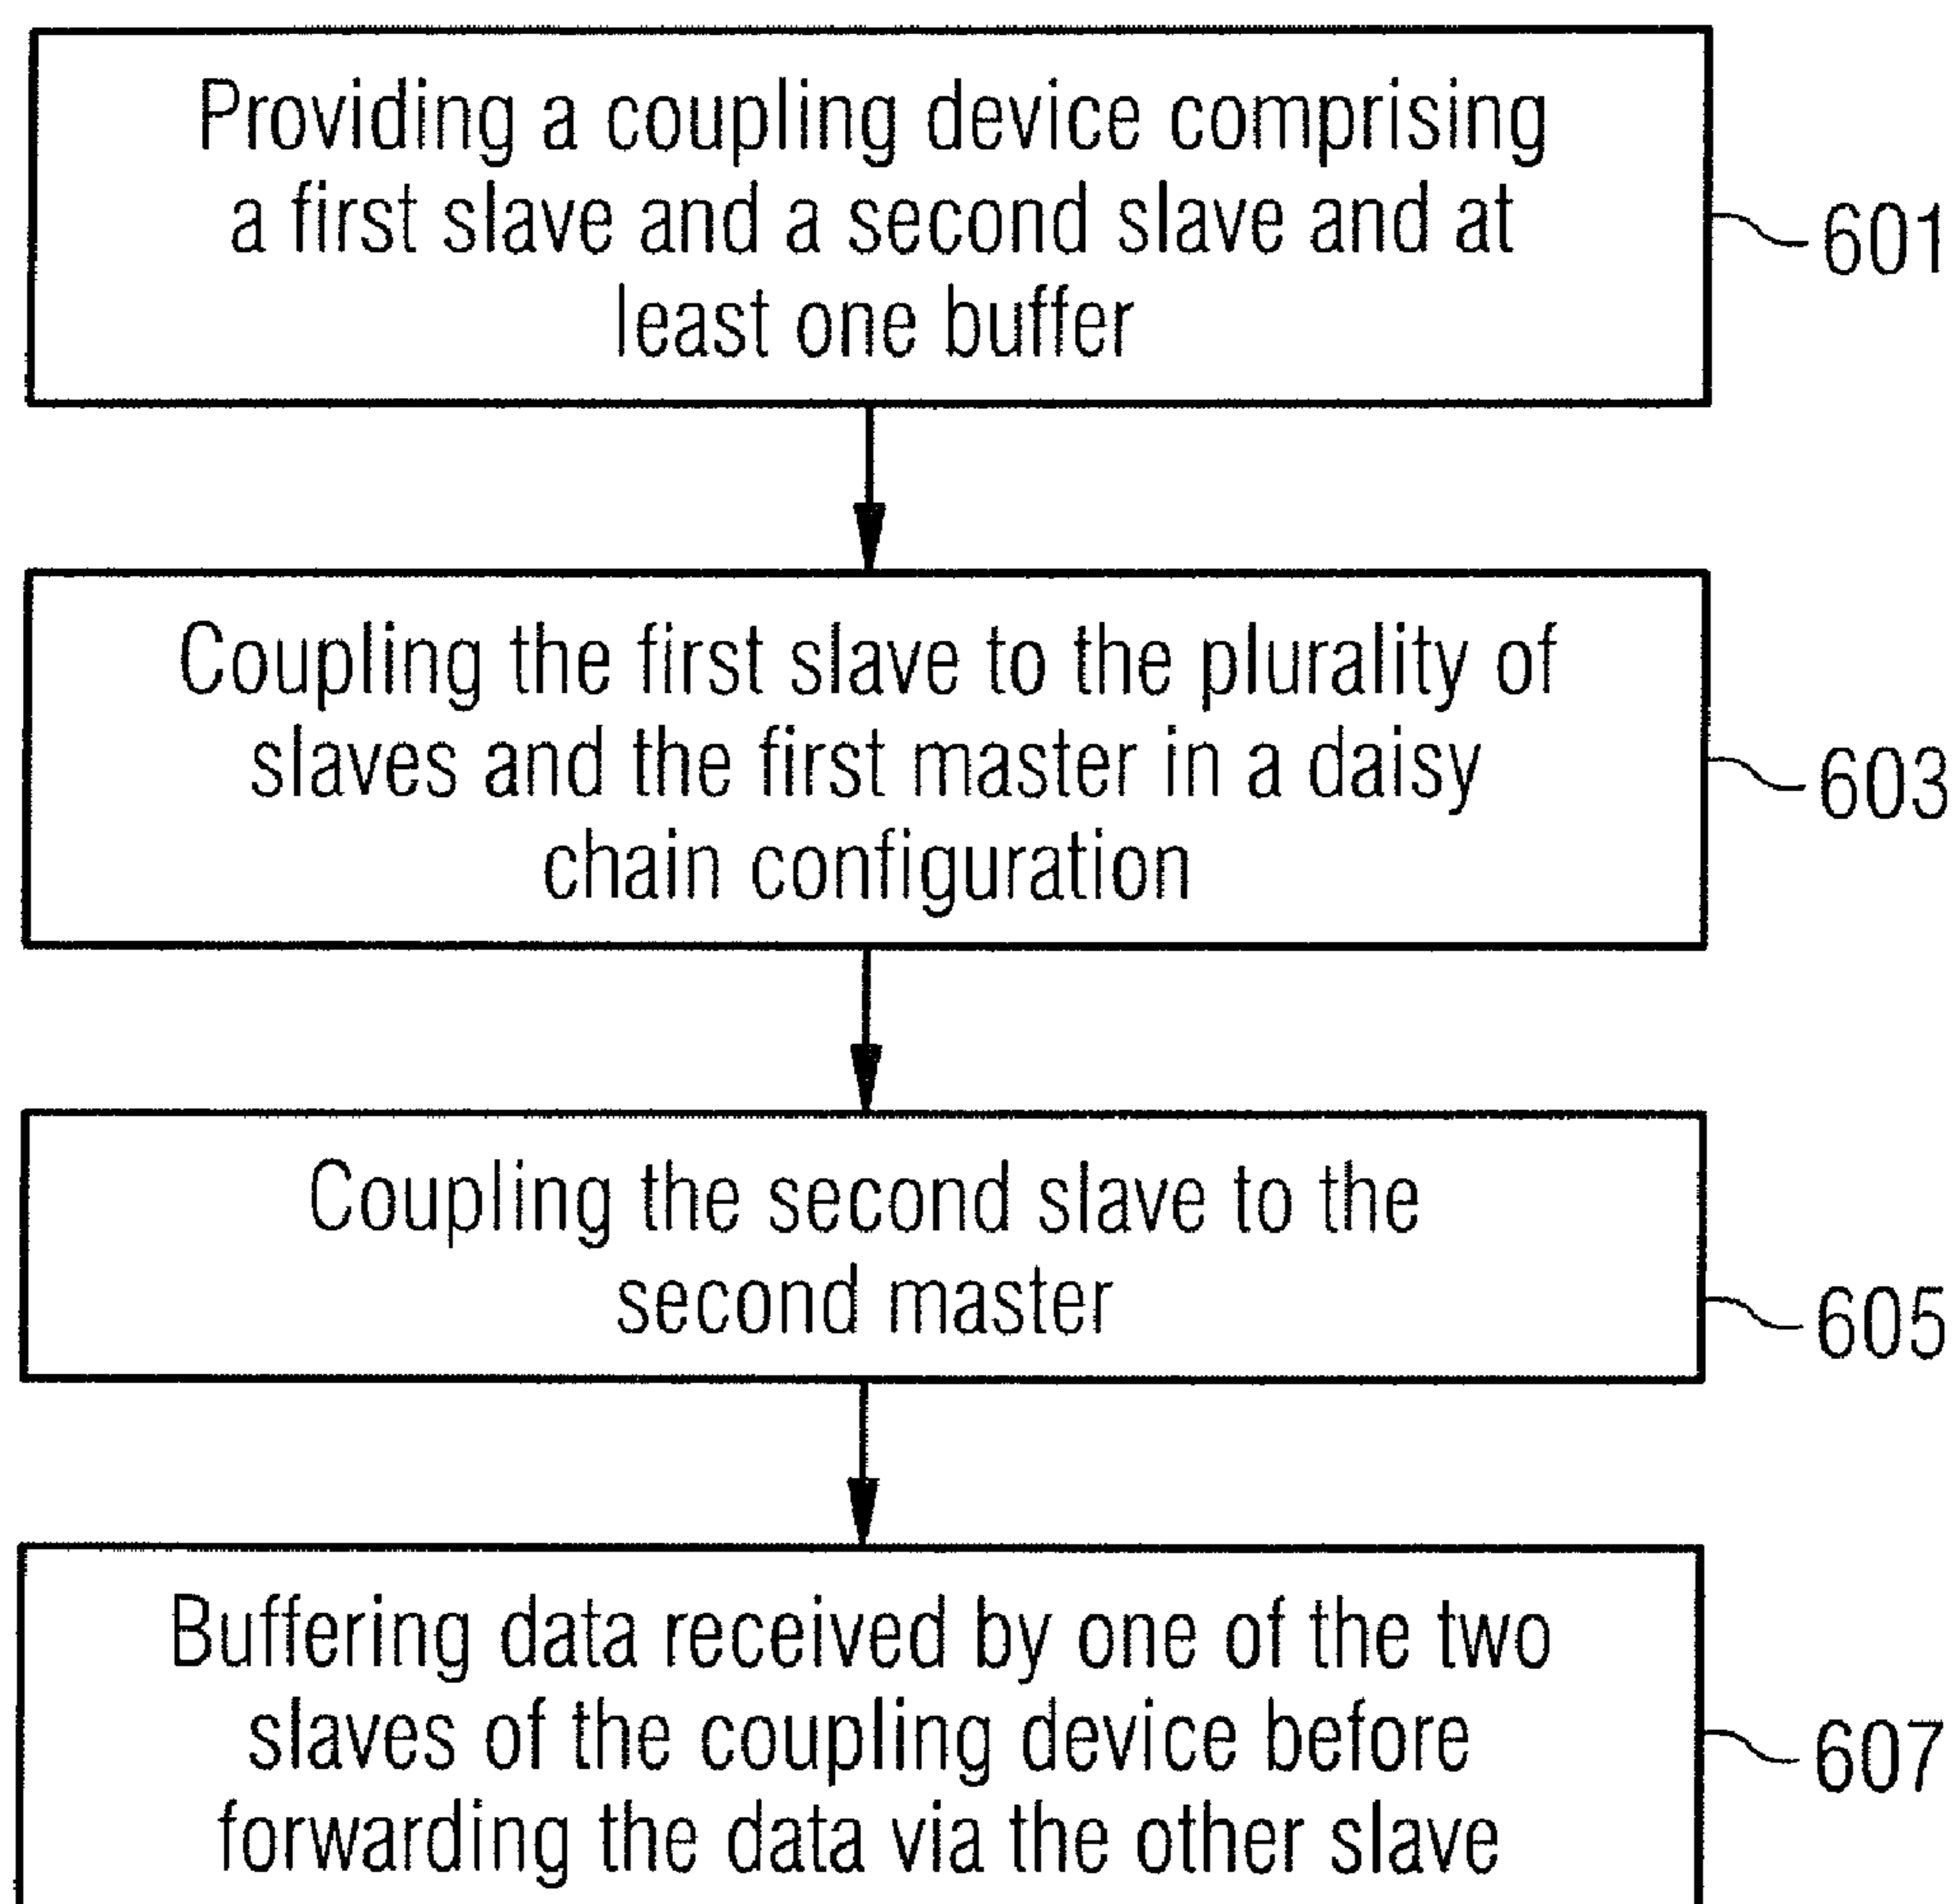 Providing a coupling device comprising
a first slave and a second slave and at
least one buffer
601
Coupling the first slave to the plurality of
slaves and the first master in a daisy
chain configuration
603
Coupling the second slave to the
second master
605
Buffering data received by one of the two
slaves of the coupling device before
forwarding the data via the other slave
607